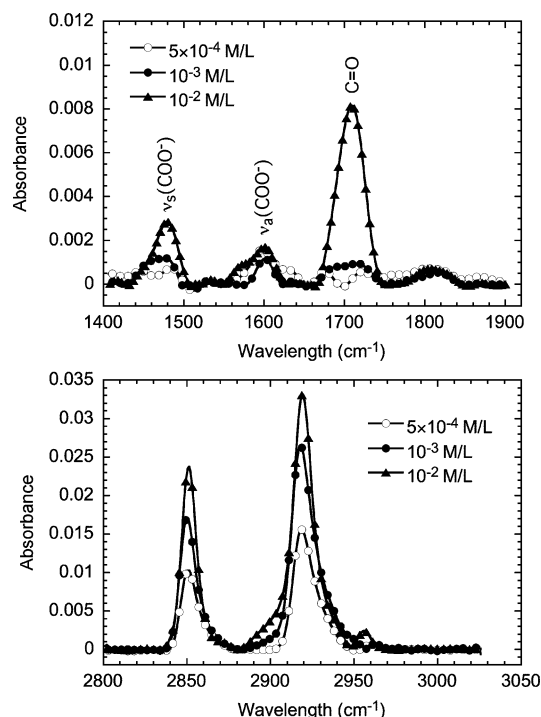 0.012
0.01
0.008
0.006
0.004
0.002
0
Absorbance
5×10⁻⁴ M/L
10⁻³ M/L
10⁻² M/L
νs(COO⁻)
νa(COO⁻)
C=O
1400 1500 1600 1700 1800 1900
Wavelength (cm⁻¹)
0.035
0.03
0.025
0.02
0.015
0.01
0.005
0
Absorbance
5×10⁻⁴ M/L
10⁻³ M/L
10⁻² M/L
2800 2850 2900 2950 3000 3050
Wavelength (cm⁻¹)